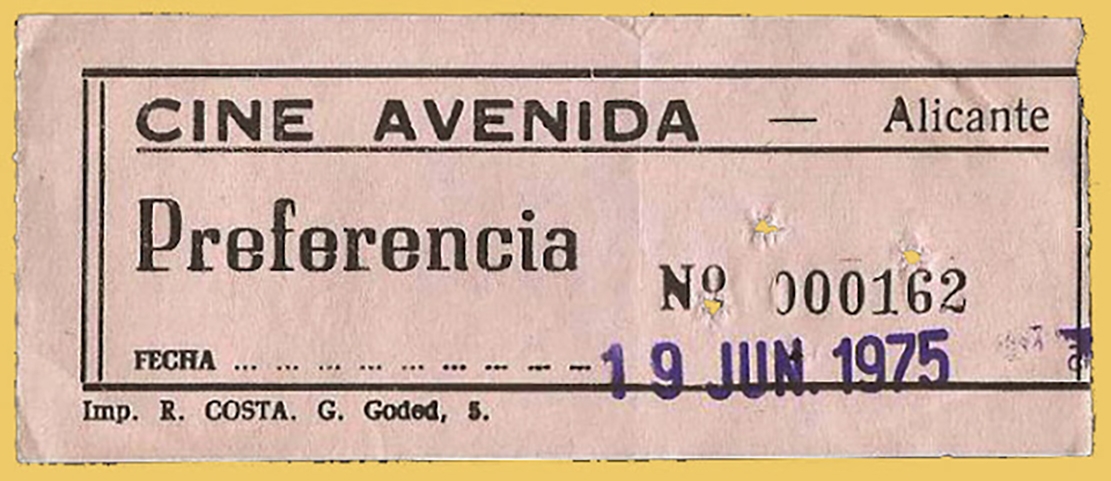 CINE AVENIDA — Alicante
Preferencia
Nº 000162
FECHA ... ... ... ... ... ... ... ... ... 19 JUN. 1975
Imp. R. COSTA. G. Goded, 5.